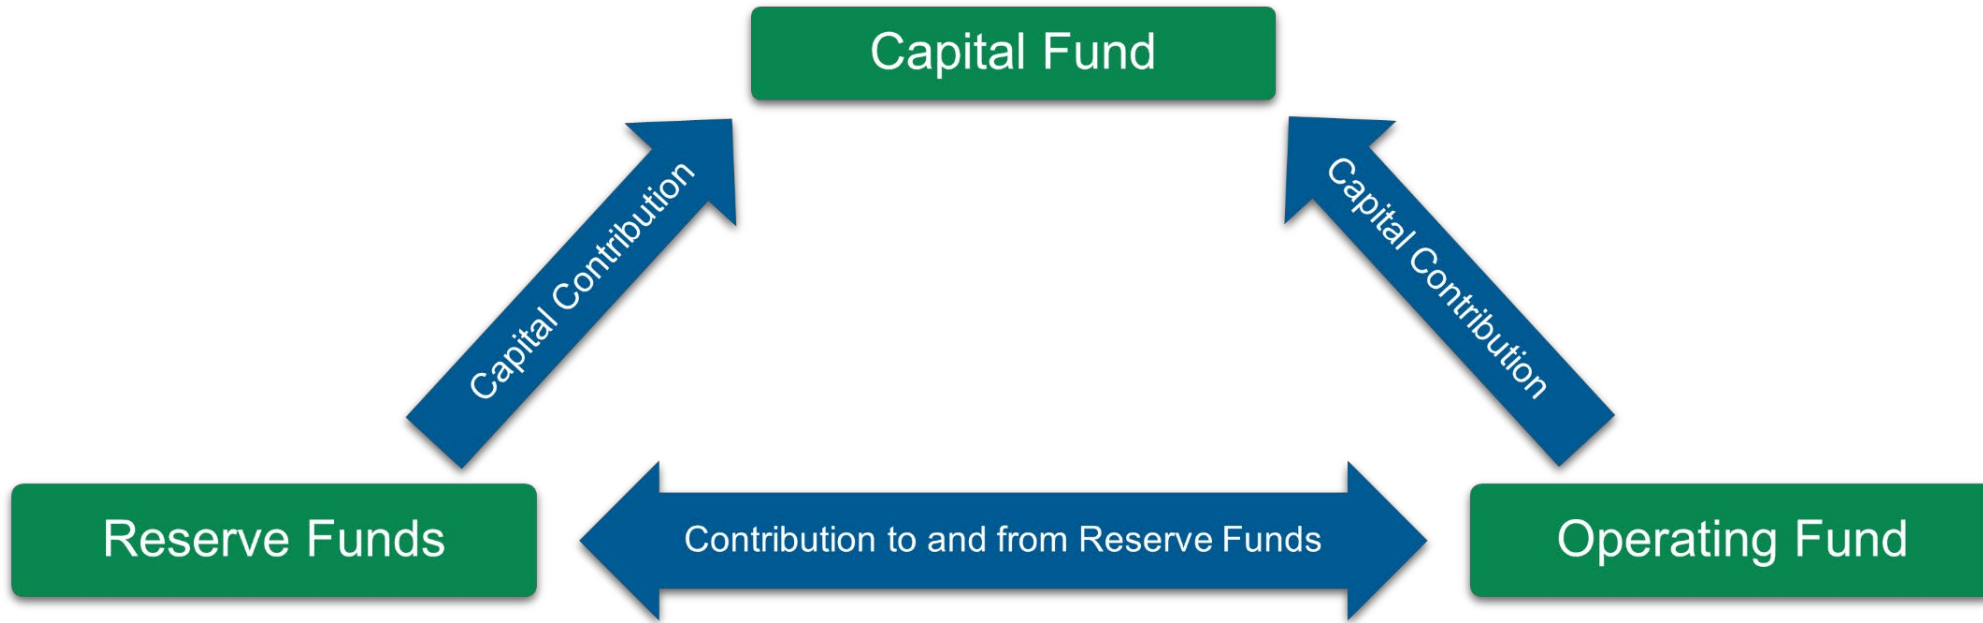 Capital Fund
Capital Contribution
Capital Contribution
Reserve Funds
Contribution to and from Reserve Funds
Operating Fund